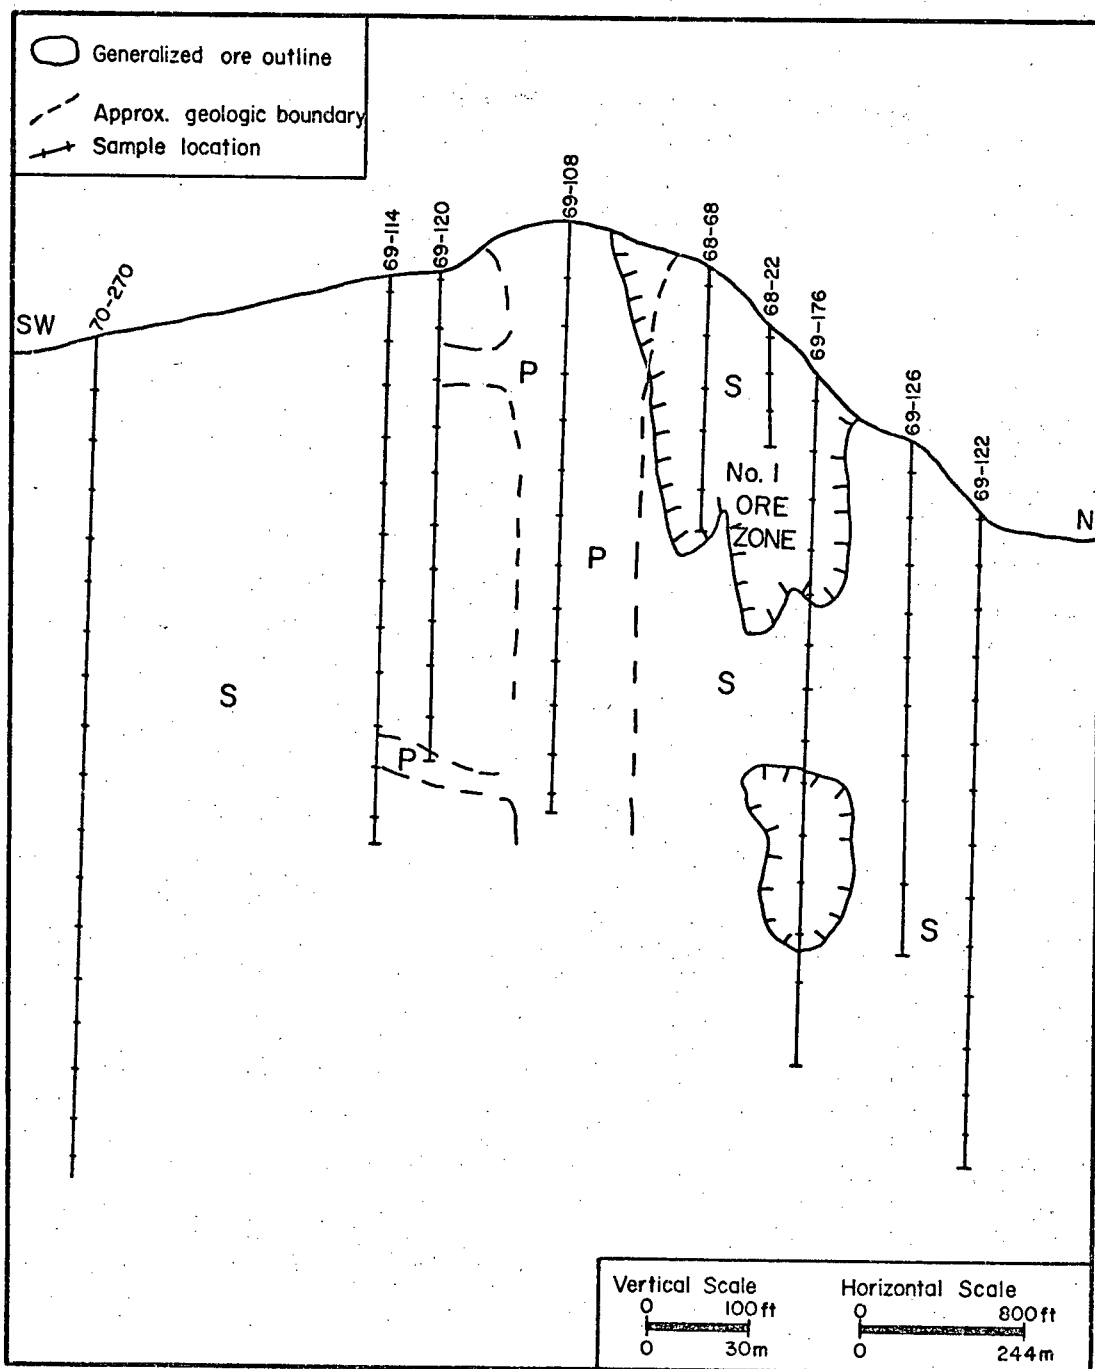 Generalized ore outline
Approx. geologic boundary
Sample location
SW
70-270
69-114
69-120
69-108
68-68
68-22
69-176
69-126
69-122
N
P
S
No. 1
ORE
ZONE
P
S
S
P
S
Vertical Scale
0 100 ft
0 30m
Horizontal Scale
0 800ft
0 244m